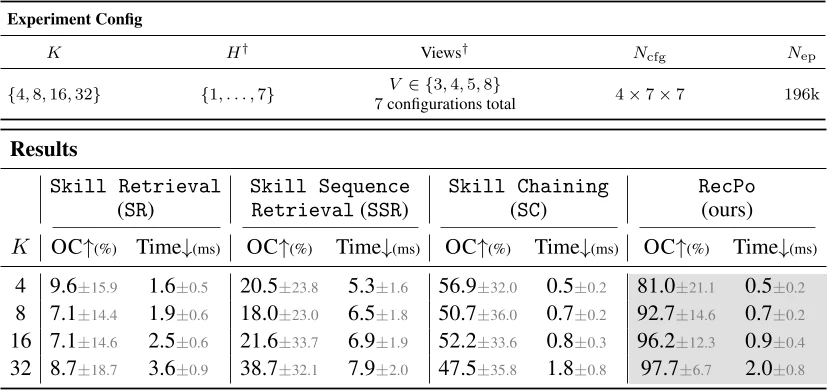 Experiment Config
K H† Views† N_cfg N_ep
{4, 8, 16, 32} {1, . . . , 7} V ∈ {3, 4, 5, 8} 4 × 7 × 7 196k
7 configurations total
Results
Skill Retrieval Skill Sequence Skill Chaining RecPo
(SR) Retrieval (SSR) (SC) (ours)
K OC↑(%) Time↓(ms) OC↑(%) Time↓(ms) OC↑(%) Time↓(ms) OC↑(%) Time↓(ms)
4 9.6±15.9 1.6±0.5 20.5±23.8 5.3±1.6 56.9±32.0 0.5±0.2 81.0±21.1 0.5±0.2
8 7.1±14.4 1.9±0.6 18.0±23.0 6.5±1.8 50.7±36.0 0.7±0.2 92.7±14.6 0.7±0.2
16 7.1±14.6 2.5±0.6 21.6±33.7 6.9±1.9 52.2±33.6 0.8±0.3 96.2±12.3 0.9±0.4
32 8.7±18.7 3.6±0.9 38.7±32.1 7.9±2.0 47.5±35.8 1.8±0.8 97.7±6.7 2.0±0.8